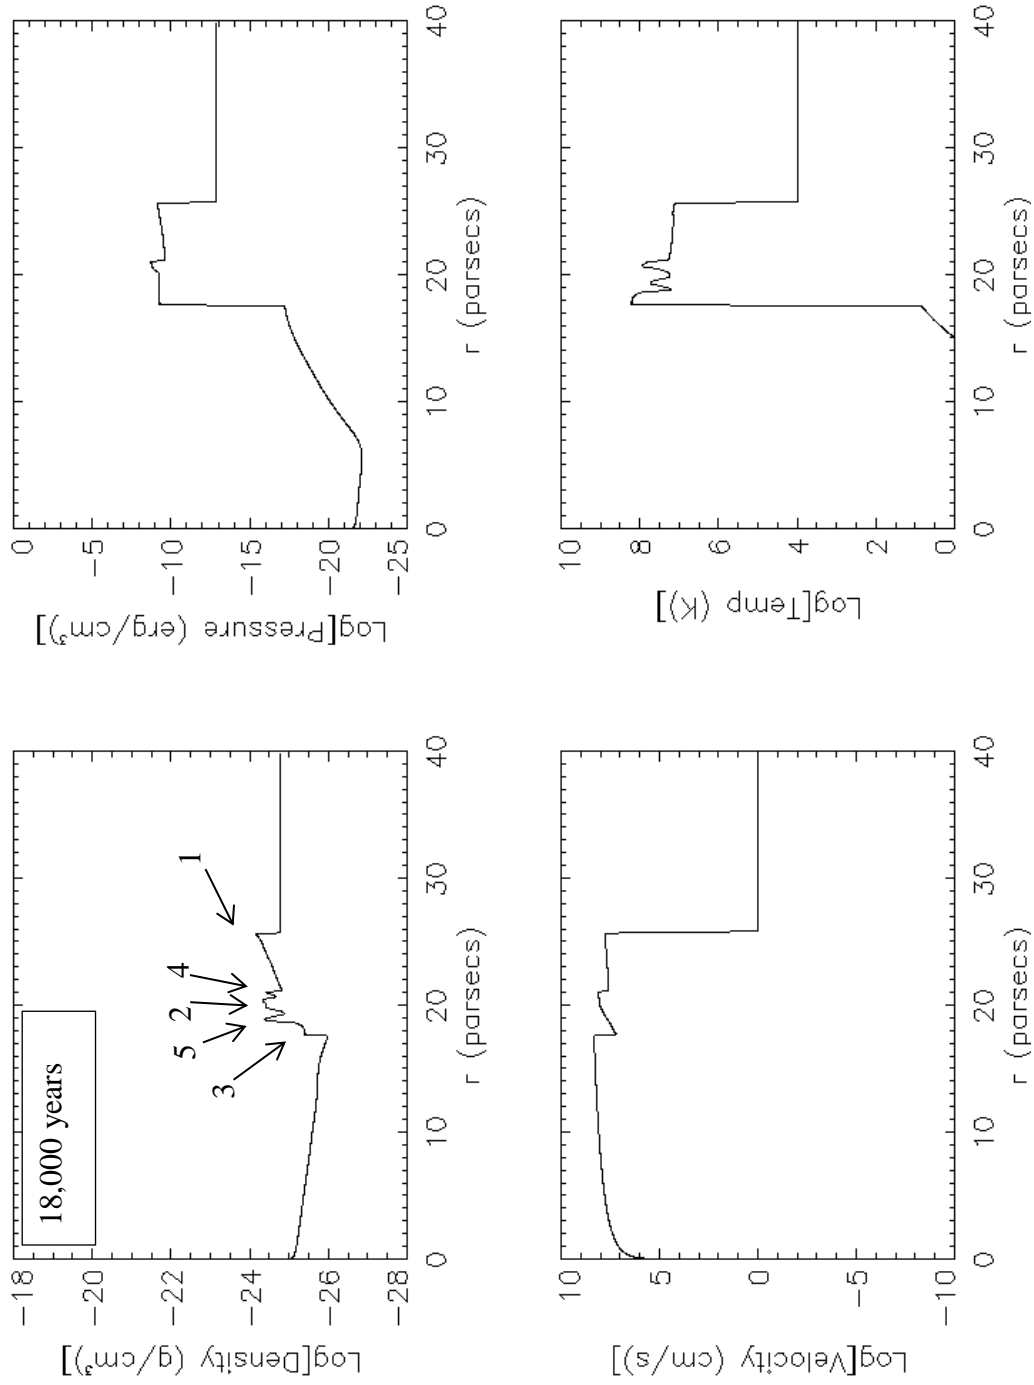 18,000 years
1
4
2
5
3
-18
-20
-22
-24
-26
-28
Log[Density (g/cm³)]
0 10 20 30 40
r (parsecs)
0
-5
-10
-15
-20
-25
Log[Pressure (erg/cm³)]
0 10 20 30 40
r (parsecs)
10
5
0
-5
-10
Log[Velocity (cm/s)]
0 10 20 30 40
r (parsecs)
10
8
6
4
2
0
Log[Temp (K)]
0 10 20 30 40
r (parsecs)